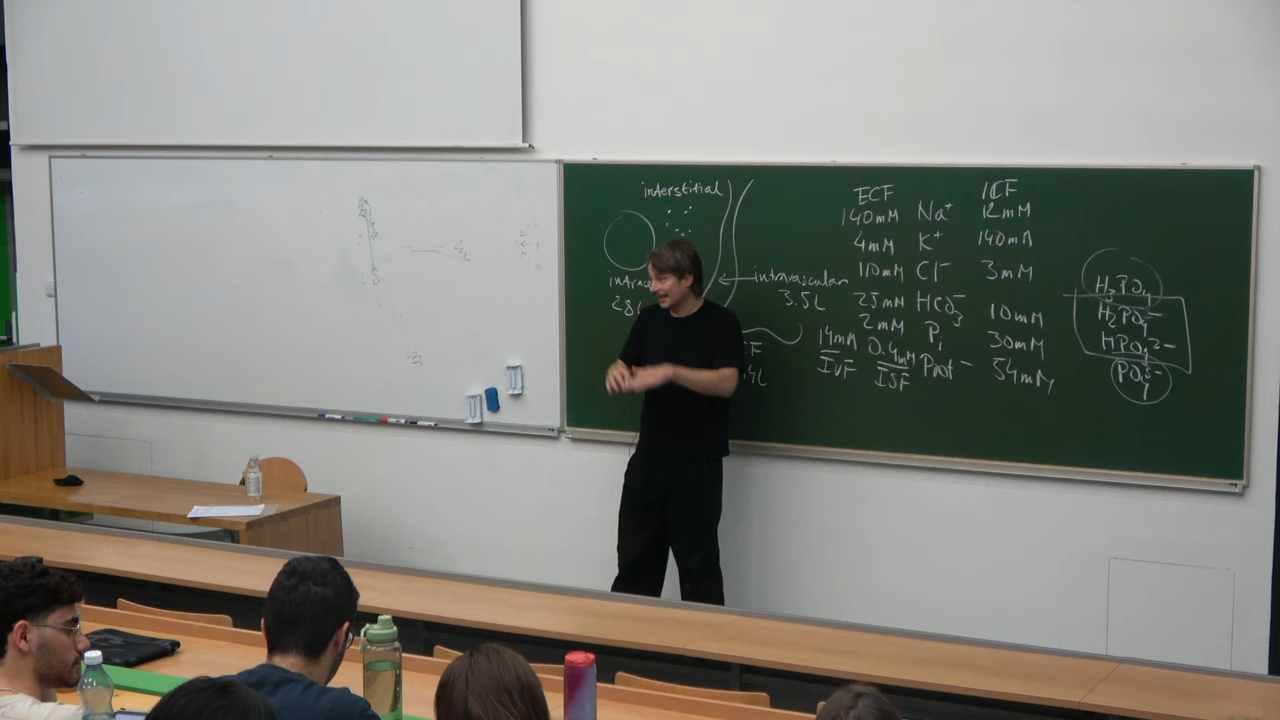 interstitial
intravascular
3.5L
28
ECF ICF
140mM Na⁺ 12mM
4mM K⁺ 140mM
110mM Cl⁻ 3mM
25mM HCO₃⁻ 10mM
2mM Pi 30mM
14mM 0.4mM Prot⁻ 54mM
IVF ISF
H₃PO₄
H₂PO₄⁻
HPO₄²⁻
PO₄³⁻